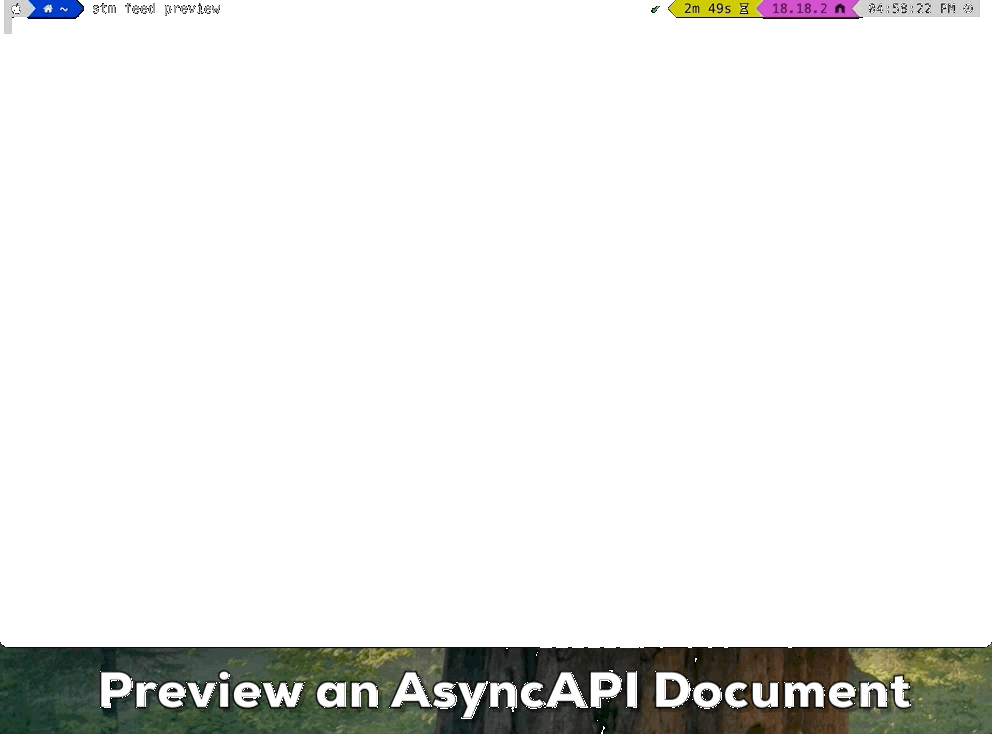 ~ stm feed preview 2m 49s 18.18.2 04:58:22 PM
Preview an AsyncAPI Document